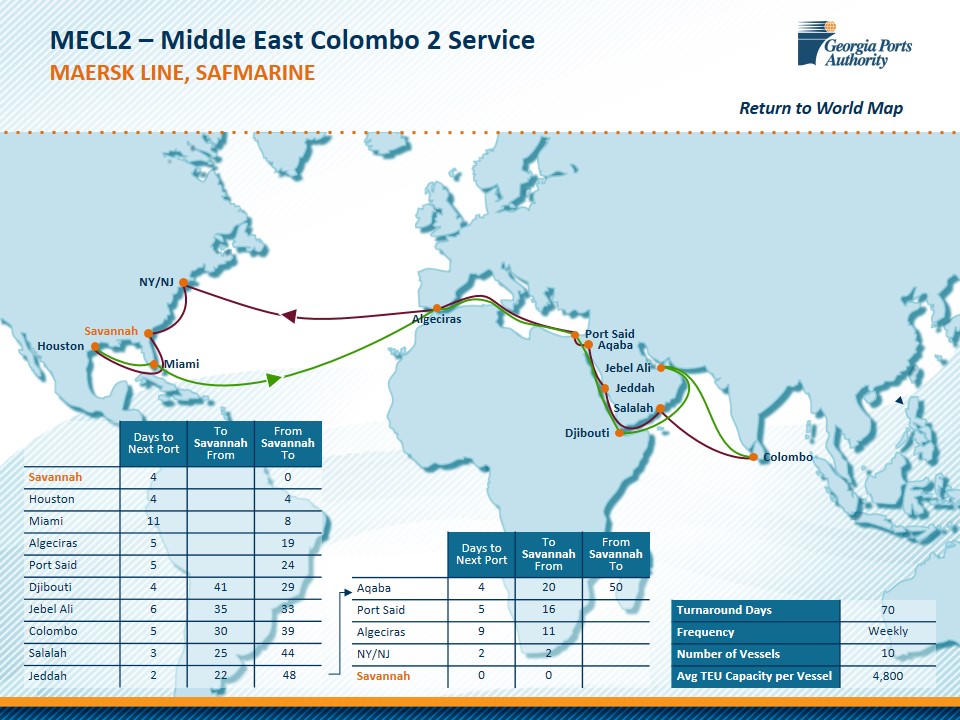 MECL2 – Middle East Colombo 2 Service
MAERSK LINE, SAFMARINE
Georgia Ports
Authority
Return to World Map
NY/NJ
Savannah
Houston
Miami
Algeciras
Port Said
Aqaba
Jebel Ali
Jeddah
Salalah
Djibouti
Colombo
Days to Next Port To Savannah From From Savannah To
Savannah 4 0
Houston 4 4
Miami 11 8
Algeciras 5 19
Port Said 5 24
Djibouti 4 41 29
Jebel Ali 6 35 33
Colombo 5 30 39
Salalah 3 25 44
Jeddah 2 22 48
Days to Next Port To Savannah From From Savannah To
Aqaba 4 20 50
Port Said 5 16
Algeciras 9 11
NY/NJ 2 2
Savannah 0 0
Turnaround Days 70
Frequency Weekly
Number of Vessels 10
Avg TEU Capacity per Vessel 4,800